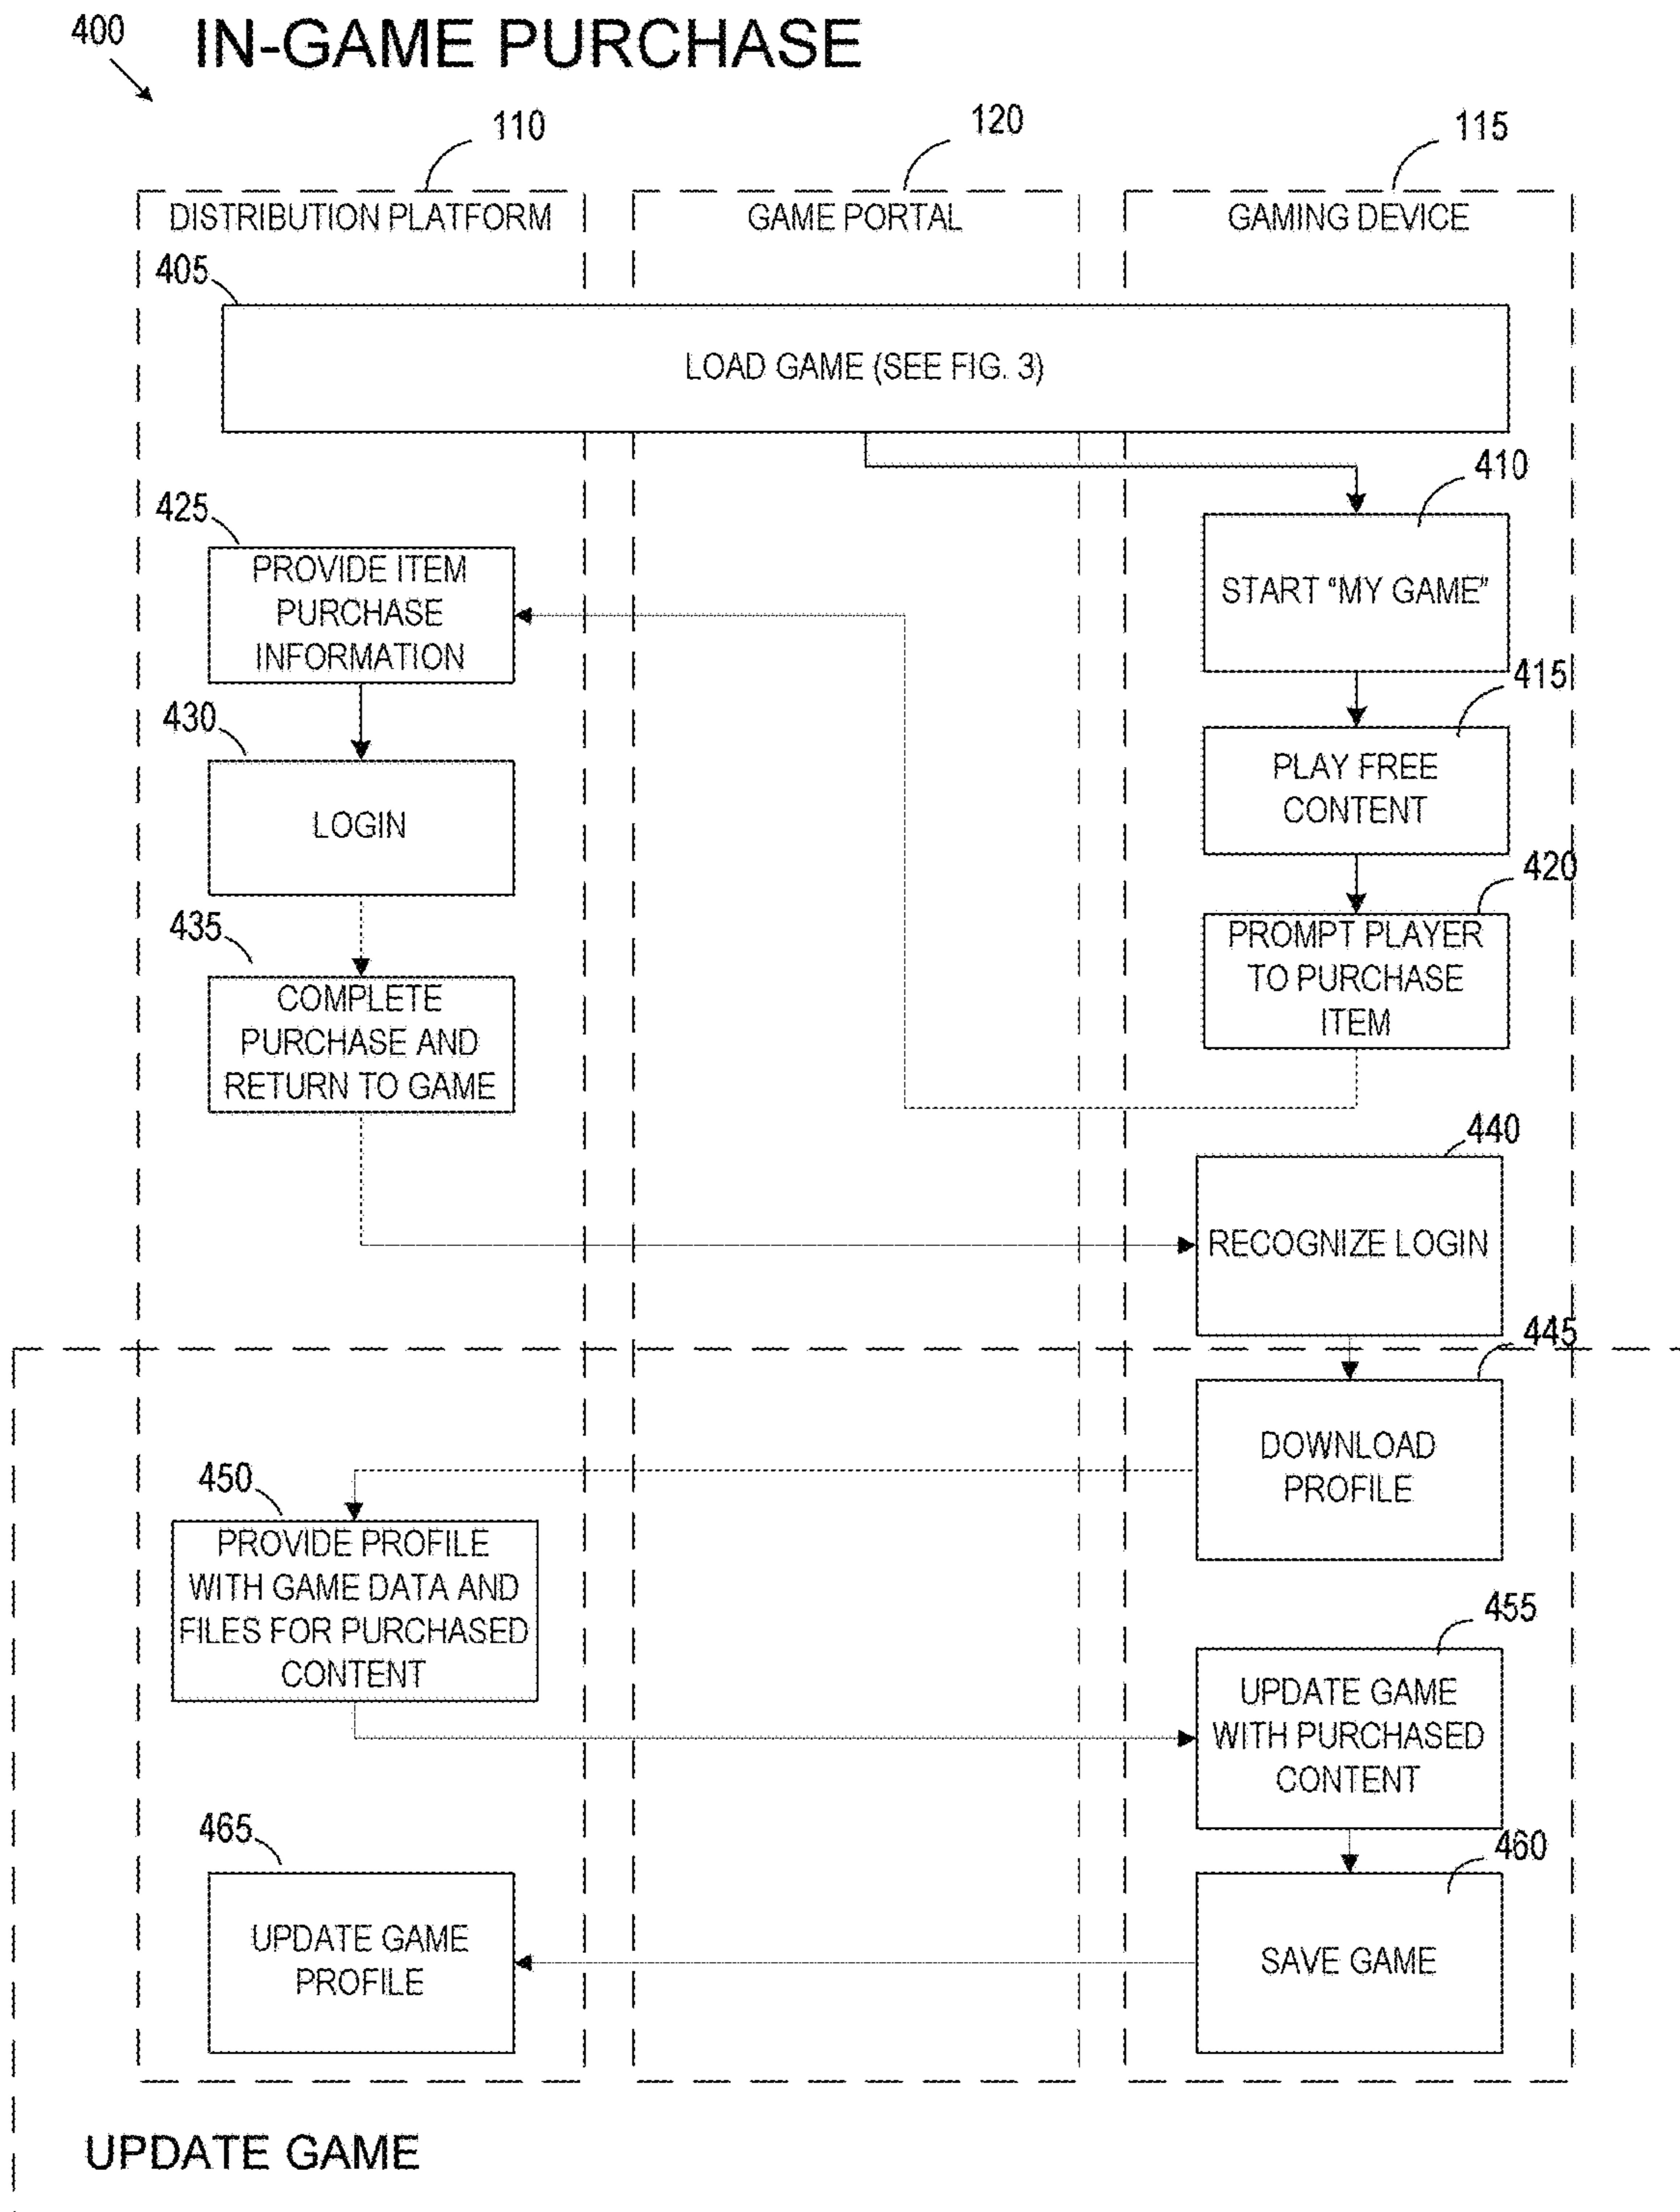 400
IN-GAME PURCHASE
110
120
115
DISTRIBUTION PLATFORM
GAME PORTAL
GAMING DEVICE
405
LOAD GAME (SEE FIG. 3)
410
START “MY GAME”
425
PROVIDE ITEM
PURCHASE
INFORMATION
415
PLAY FREE
CONTENT
430
LOGIN
420
PROMPT PLAYER
TO PURCHASE
ITEM
435
COMPLETE
PURCHASE AND
RETURN TO GAME
440
RECOGNIZE LOGIN
445
DOWNLOAD
PROFILE
450
PROVIDE PROFILE
WITH GAME DATA AND
FILES FOR PURCHASED
CONTENT
455
UPDATE GAME
WITH PURCHASED
CONTENT
465
UPDATE GAME
PROFILE
460
SAVE GAME
UPDATE GAME